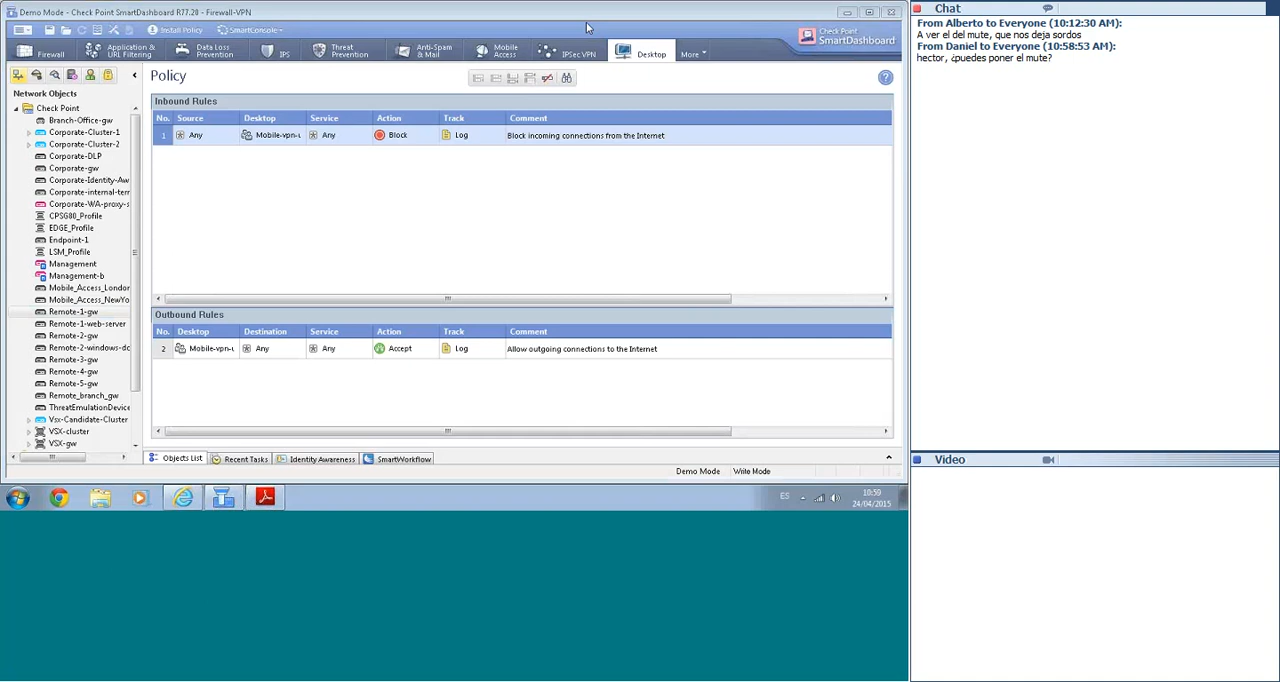 Demo Mode - Check Point SmartDashboard R77.20 - Firewall-VPN
Install Policy
SmartConsole
Firewall
Application & URL Filtering
Data Loss Prevention
IPS
Threat Prevention
Anti-Spam & Mail
Mobile Access
IPSec VPN
Desktop
More
Check Point
SmartDashboard
Network Objects
Check Point
Branch-Office-gw
Corporate-Cluster-1
Corporate-Cluster-2
Corporate-DLP
Corporate-gw
Corporate-Identity-Aw
Corporate-internal-terr
Corporate-WA-proxy-s
CPSG80_Profile
EDGE_Profile
Endpoint-1
LSM_Profile
Management
Management-b
Mobile_Access_London
Mobile_Access_NewYo
Remote-1-gw
Remote-1-web-server
Remote-2-gw
Remote-2-windows-dc
Remote-3-gw
Remote-4-gw
Remote-5-gw
Remote_branch_gw
ThreatEmulationDevice
Vsx-Candidate-Cluster
VSX-cluster
VSX-gw
Policy
Inbound Rules
No. Source Desktop Service Action Track Comment
1 Any Mobile-vpn-u Any Block Log Block incoming connections from the Internet
Outbound Rules
No. Desktop Destination Service Action Track Comment
2 Mobile-vpn-u Any Any Accept Log Allow outgoing connections to the Internet
Objects List
Recent Tasks
Identity Awareness
SmartWorkflow
Demo Mode
Write Mode
ES
10:59
24/04/2015
Chat
From Alberto to Everyone (10:12:30 AM):
A ver el del mute, que nos deja sordos
From Daniel to Everyone (10:58:53 AM):
hector, ¿puedes poner el mute?
Video